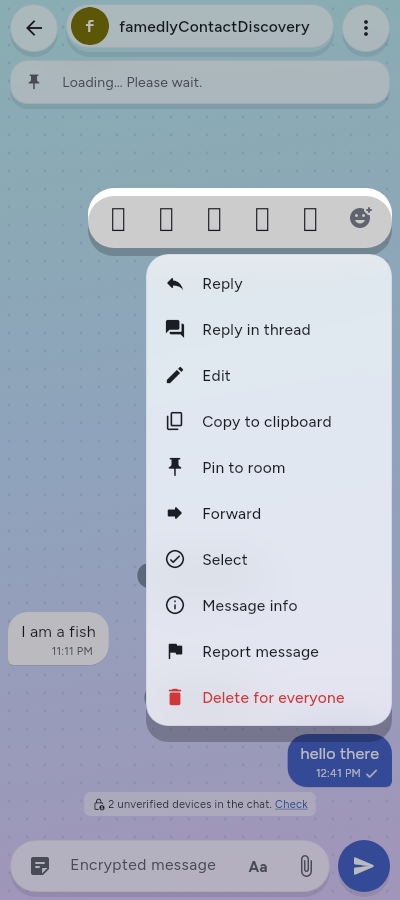 f famedlyContactDiscovery
Loading... Please wait.
Reply
Reply in thread
Edit
Copy to clipboard
Pin to room
Forward
Select
Message info
Report message
Delete for everyone
I am a fish
11:11 PM
hello there
12:41 PM
2 unverified devices in the chat. Check
Encrypted message Aa